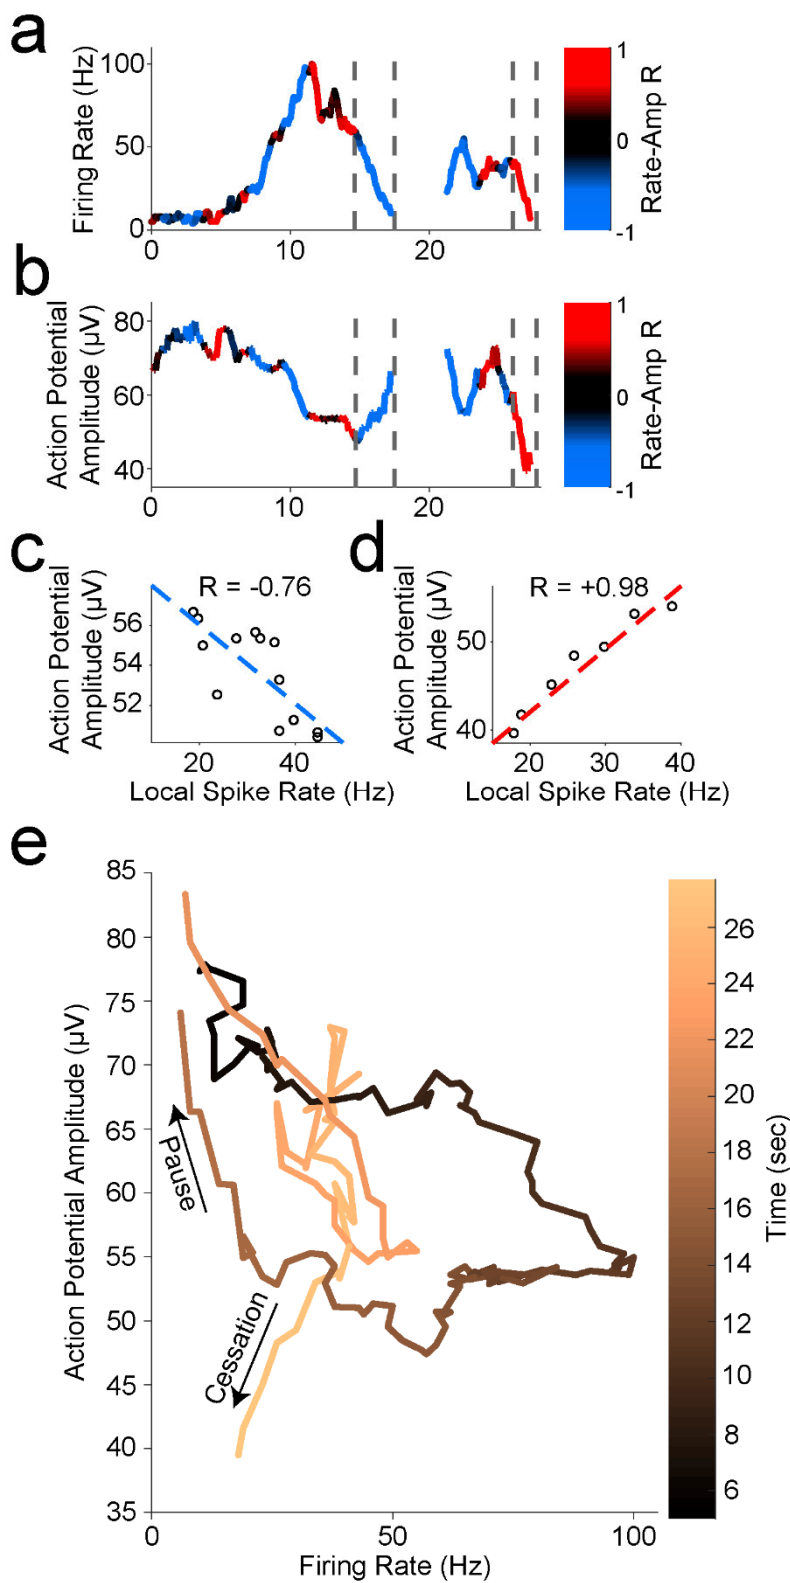 a
Firing Rate (Hz)
100
50
0
0
10
20
1
0
-1
Rate-Amp R
b
Action Potential
Amplitude (µV)
80
60
40
0
10
20
1
0
-1
Rate-Amp R
c
Action Potential
Amplitude (µV)
R = -0.76
56
54
52
20
40
Local Spike Rate (Hz)
d
Action Potential
Amplitude (µV)
R = +0.98
50
40
20
30
40
Local Spike Rate (Hz)
e
Action Potential Amplitude (µV)
85
80
75
70
65
60
55
50
45
40
35
Pause
Cessation
0
50
100
Firing Rate (Hz)
26
24
22
20
18
16
14
12
10
8
6
Time (sec)